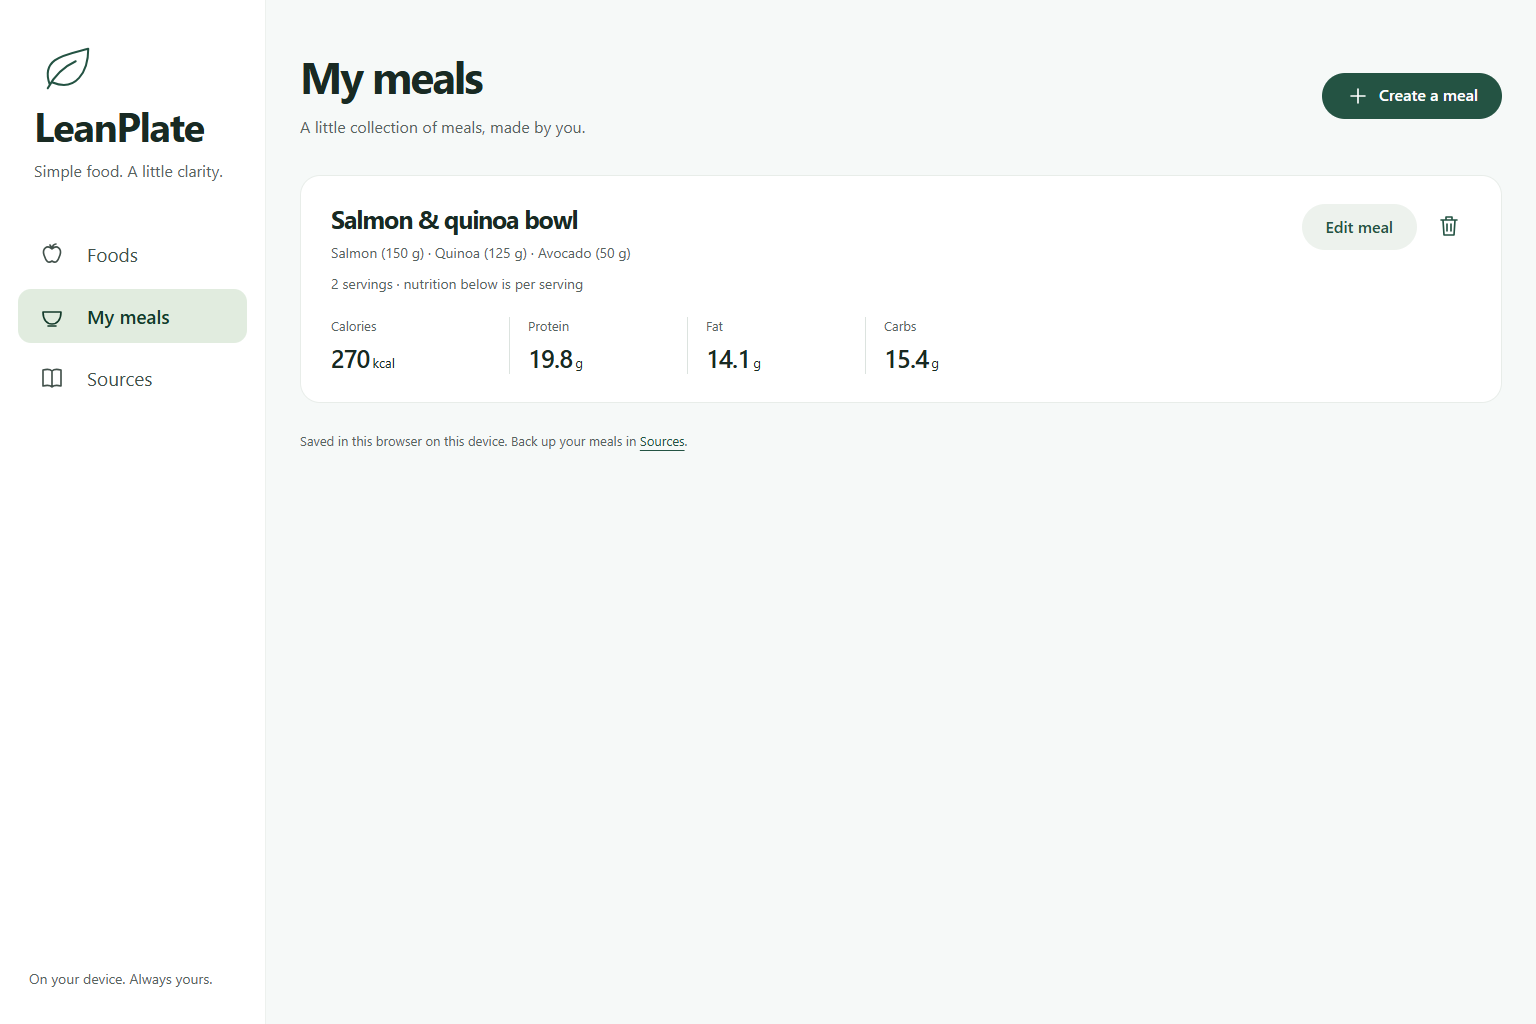 LeanPlate
Simple food. A little clarity.
Foods
My meals
Sources
On your device. Always yours.
My meals
A little collection of meals, made by you.
Create a meal
Salmon & quinoa bowl
Salmon (150 g) · Quinoa (125 g) · Avocado (50 g)
2 servings · nutrition below is per serving
Edit meal
Calories
270 kcal
Protein
19.8 g
Fat
14.1 g
Carbs
15.4 g
Saved in this browser on this device. Back up your meals in Sources.